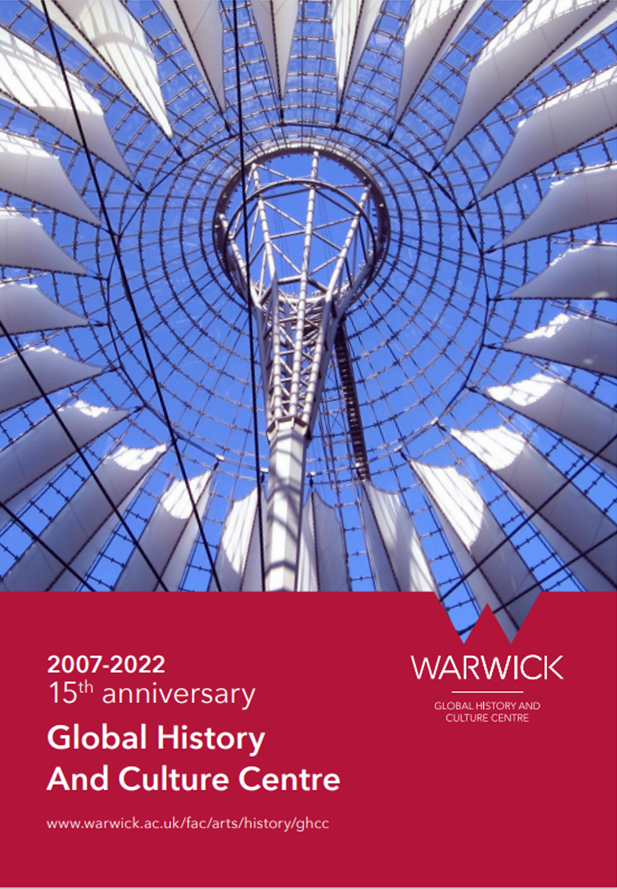 2007-2022
15th anniversary
Global History
And Culture Centre
www.warwick.ac.uk/fac/arts/history/ghcc
WARWICK
GLOBAL HISTORY AND
CULTURE CENTRE